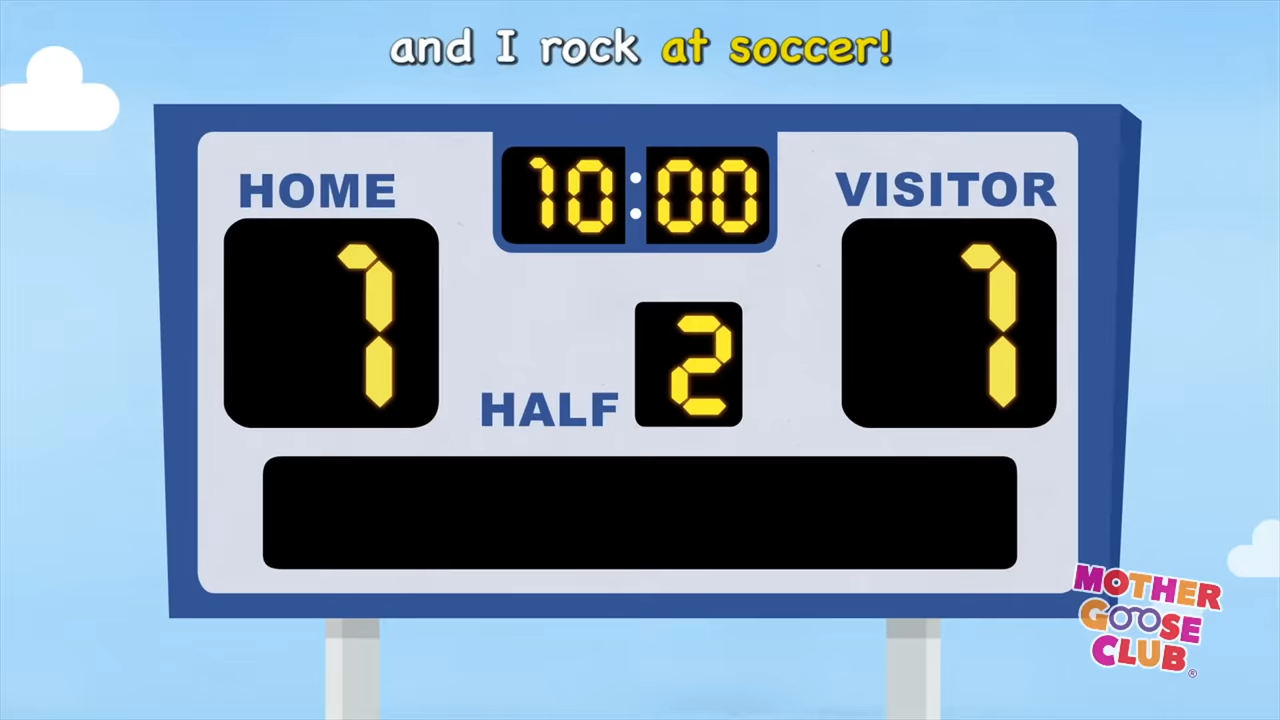 and I rock at soccer!
10:00
HOME
VISITOR
1
1
HALF 2
MOTHER
GOOSE
CLUB
®